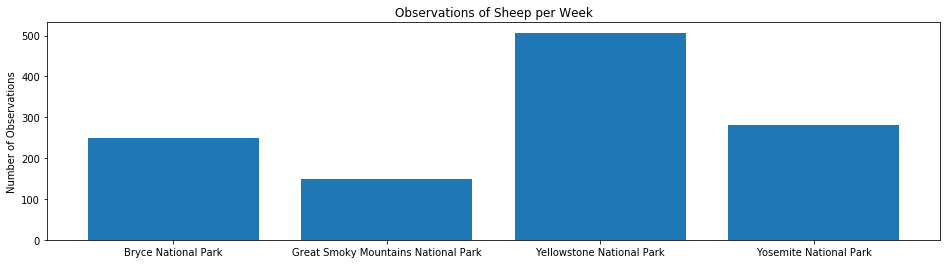 Observations of Sheep per Week
Number of Observations
500
400
300
200
100
0
Bryce National Park
Great Smoky Mountains National Park
Yellowstone National Park
Yosemite National Park